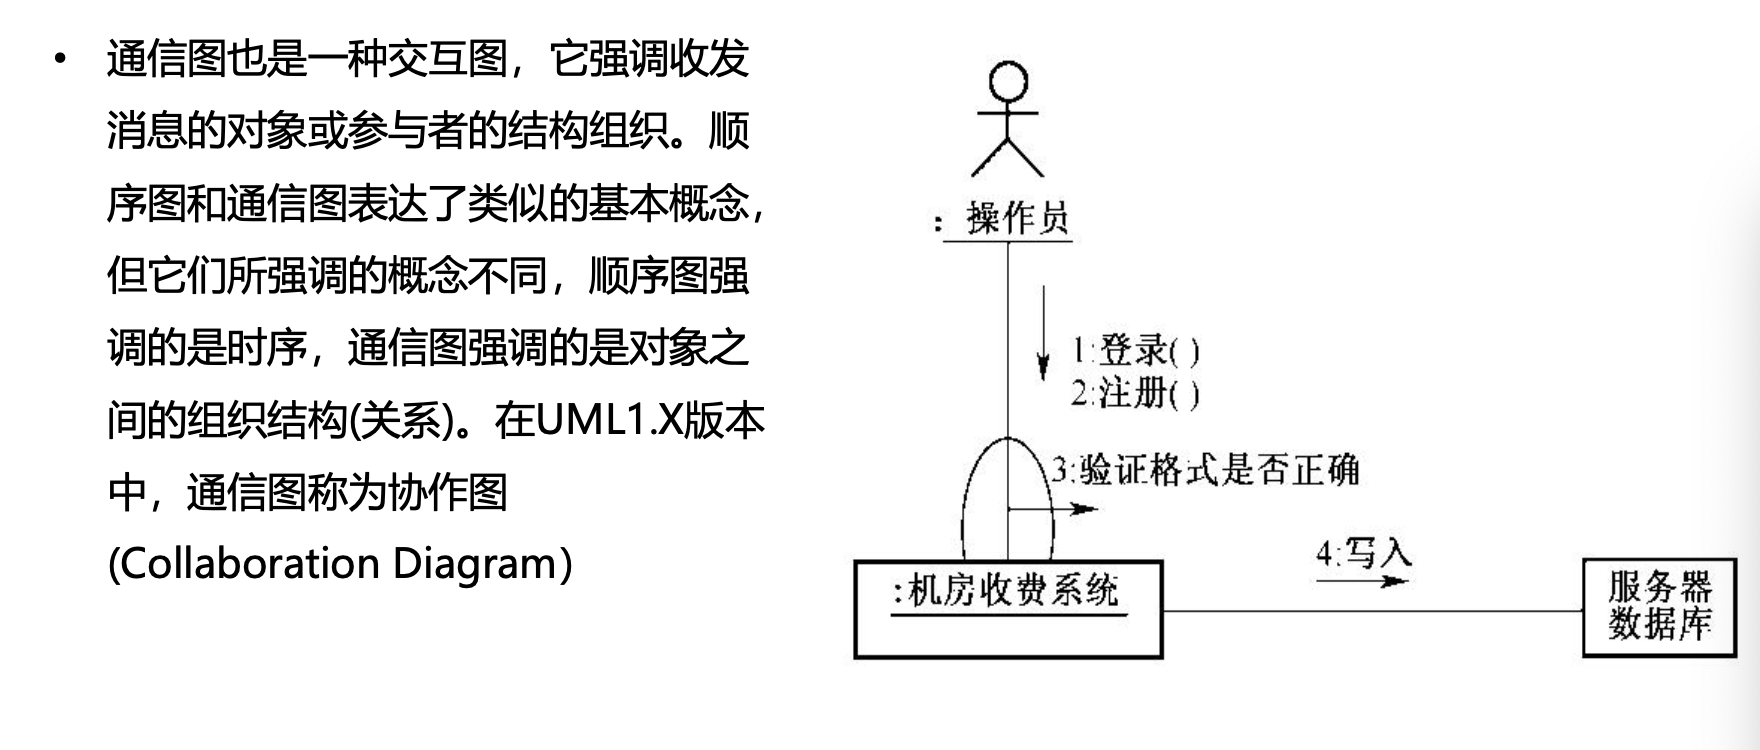 • 通信图也是一种交互图，它强调收发
消息的对象或参与者的结构组织。顺
序图和通信图表达了类似的基本概念，
但它们所强调的概念不同，顺序图强
调的是时序，通信图强调的是对象之
间的组织结构(关系)。在UML1.X版本
中，通信图称为协作图
(Collaboration Diagram）
: 操作员
1:登录( )
2:注册( )
3:验证格式是否正确
4:写入
:机房收费系统
服务器
数据库